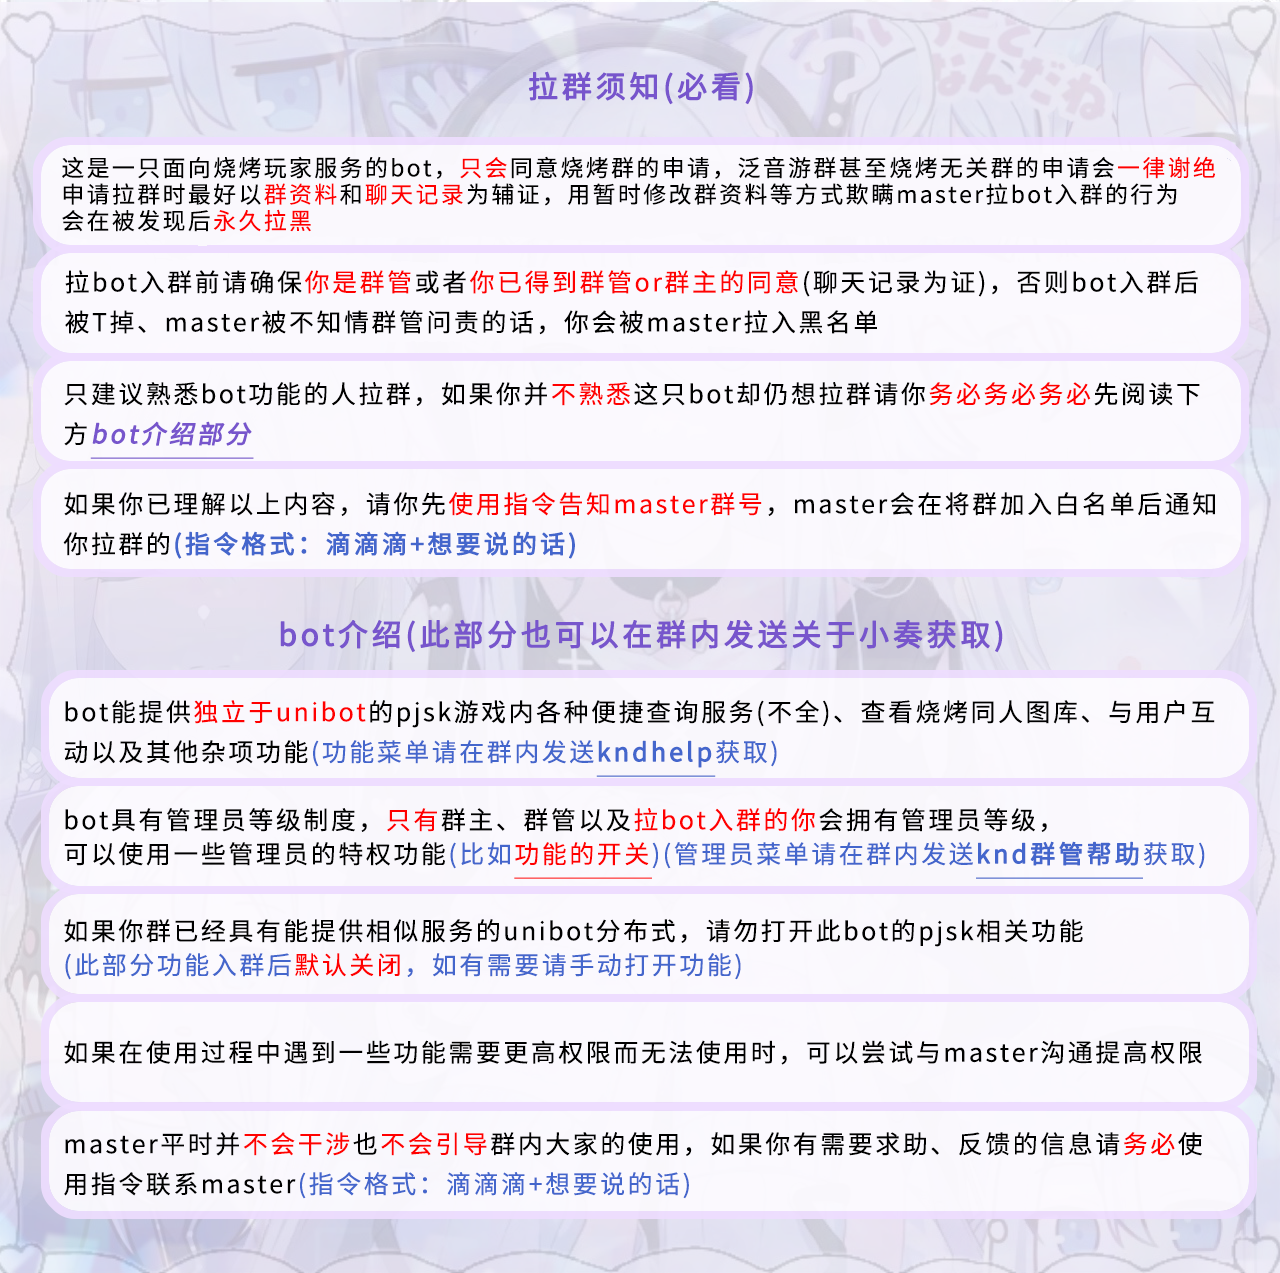 なんだね
拉群须知(必看)
这是一只面向烧烤玩家服务的bot，只会同意烧烤群的申请，泛音游群甚至烧烤无关群的申请会一律谢绝
申请拉群时最好以群资料和聊天记录为辅证，用暂时修改群资料等方式欺瞒master拉bot入群的行为
会在被发现后永久拉黑
拉bot入群前请确保你是群管或者你已得到群管or群主的同意(聊天记录为证)，否则bot入群后
被T掉、master被不知情群管问责的话，你会被master拉入黑名单
只建议熟悉bot功能的人拉群，如果你并不熟悉这只bot却仍想拉群请你务必务必务必先阅读下
方bot介绍部分
如果你已理解以上内容，请你先使用指令告知master群号，master会在将群加入白名单后通知
你拉群的(指令格式：滴滴滴+想要说的话)
bot介绍(此部分也可以在群内发送关于小奏获取)
bot能提供独立于unibot的pjsk游戏内各种便捷查询服务(不全)、查看烧烤同人图库、与用户互
动以及其他杂项功能(功能菜单请在群内发送kndhelp获取)
bot具有管理员等级制度，只有群主、群管以及拉bot入群的你会拥有管理员等级，
可以使用一些管理员的特权功能(比如功能的开关)(管理员菜单请在群内发送knd群管帮助获取)
如果你群已经具有能提供相似服务的unibot分布式，请勿打开此bot的pjsk相关功能
(此部分功能入群后默认关闭，如有需要请手动打开功能)
如果在使用过程中遇到一些功能需要更高权限而无法使用时，可以尝试与master沟通提高权限
master平时并不会干涉也不会引导群内大家的使用，如果你有需要求助、反馈的信息请务必使
用指令联系master(指令格式：滴滴滴+想要说的话)